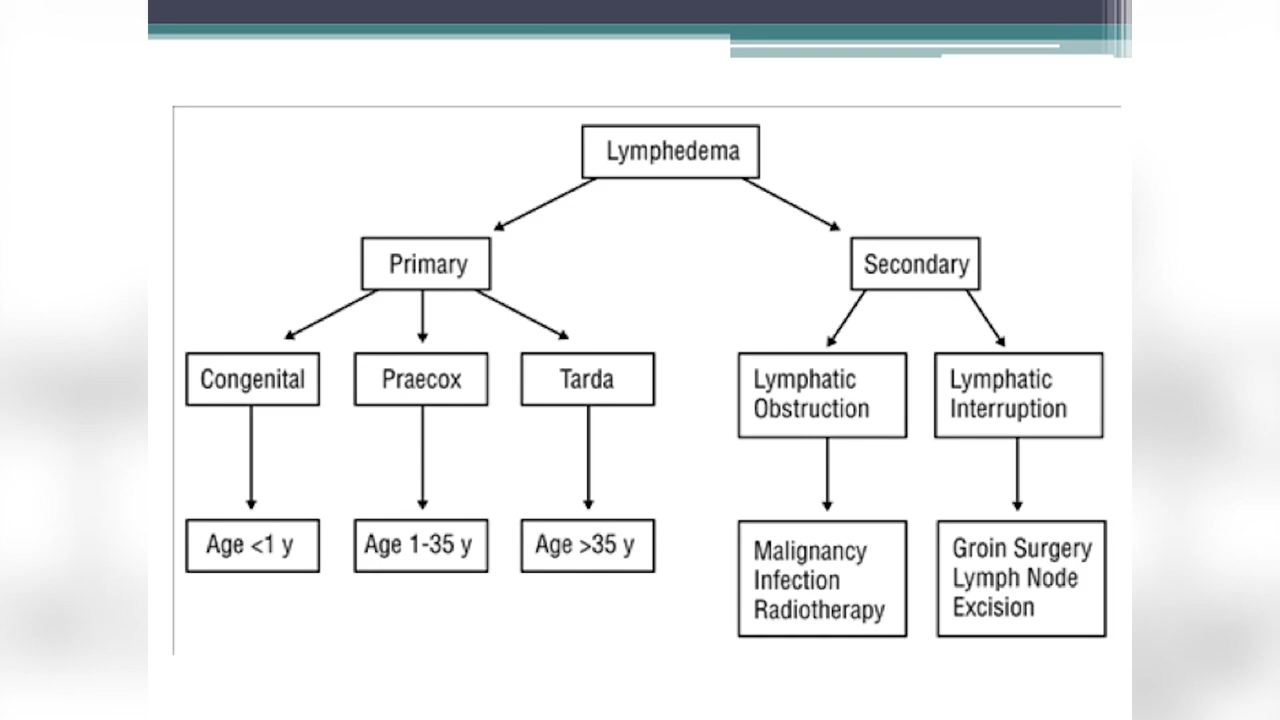 Lymphedema
Primary
Secondary
Congenital
Praecox
Tarda
Lymphatic
Obstruction
Lymphatic
Interruption
Age <1 y
Age 1-35 y
Age >35 y
Malignancy
Infection
Radiotherapy
Groin Surgery
Lymph Node
Excision